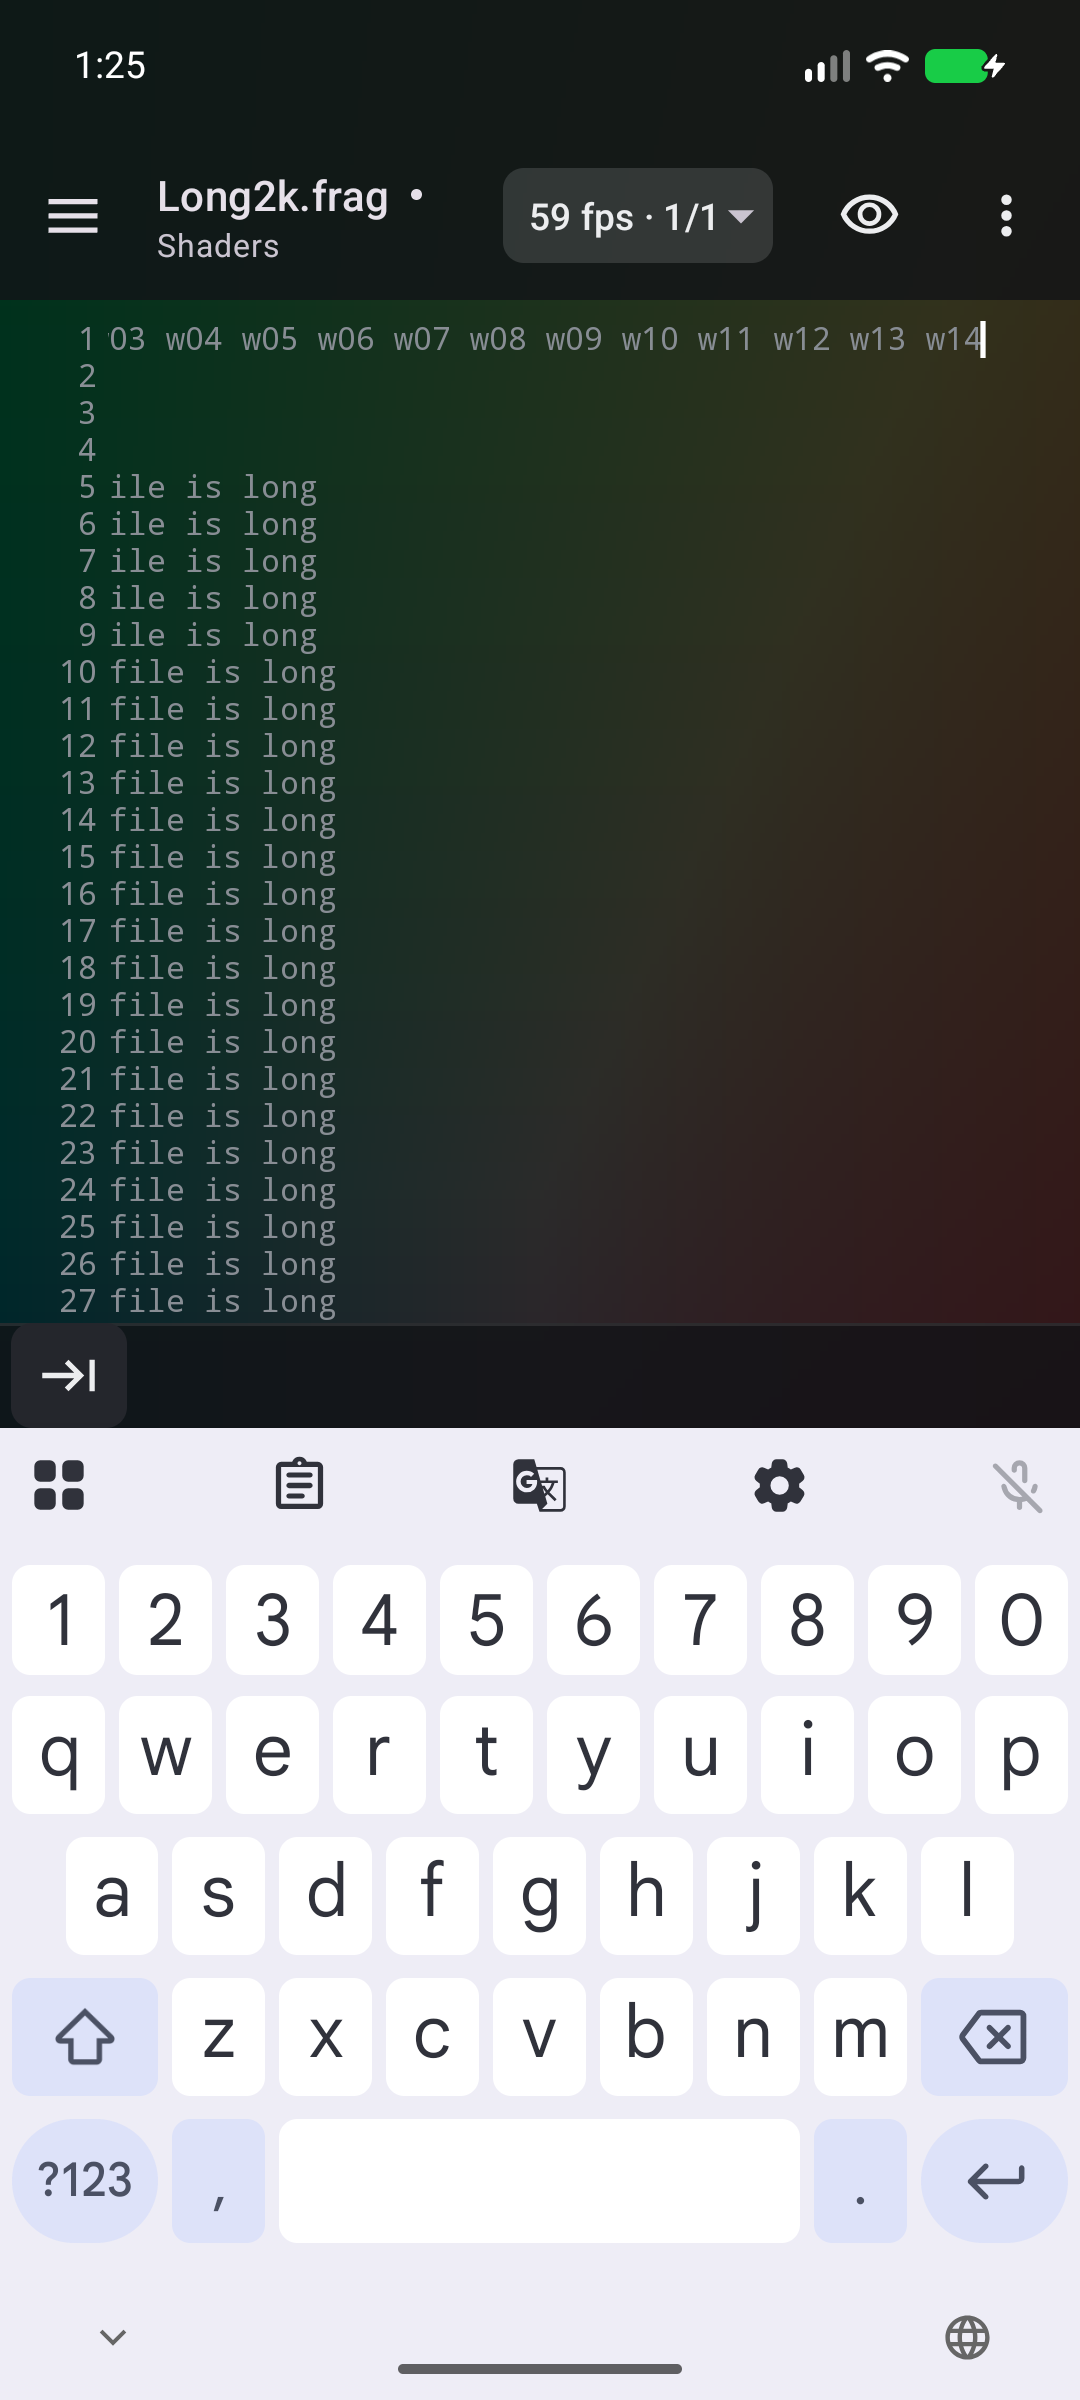 1:25
Long2k.frag •
Shaders
59 fps · 1/1
1 03 w04 w05 w06 w07 w08 w09 w10 w11 w12 w13 w14
2
3
4
5 ile is long
6 ile is long
7 ile is long
8 ile is long
9 ile is long
10 file is long
11 file is long
12 file is long
13 file is long
14 file is long
15 file is long
16 file is long
17 file is long
18 file is long
19 file is long
20 file is long
21 file is long
22 file is long
23 file is long
24 file is long
25 file is long
26 file is long
27 file is long
1 2 3 4 5 6 7 8 9 0
q w e r t y u i o p
a s d f g h j k l
z x c v b n m
?123 , .